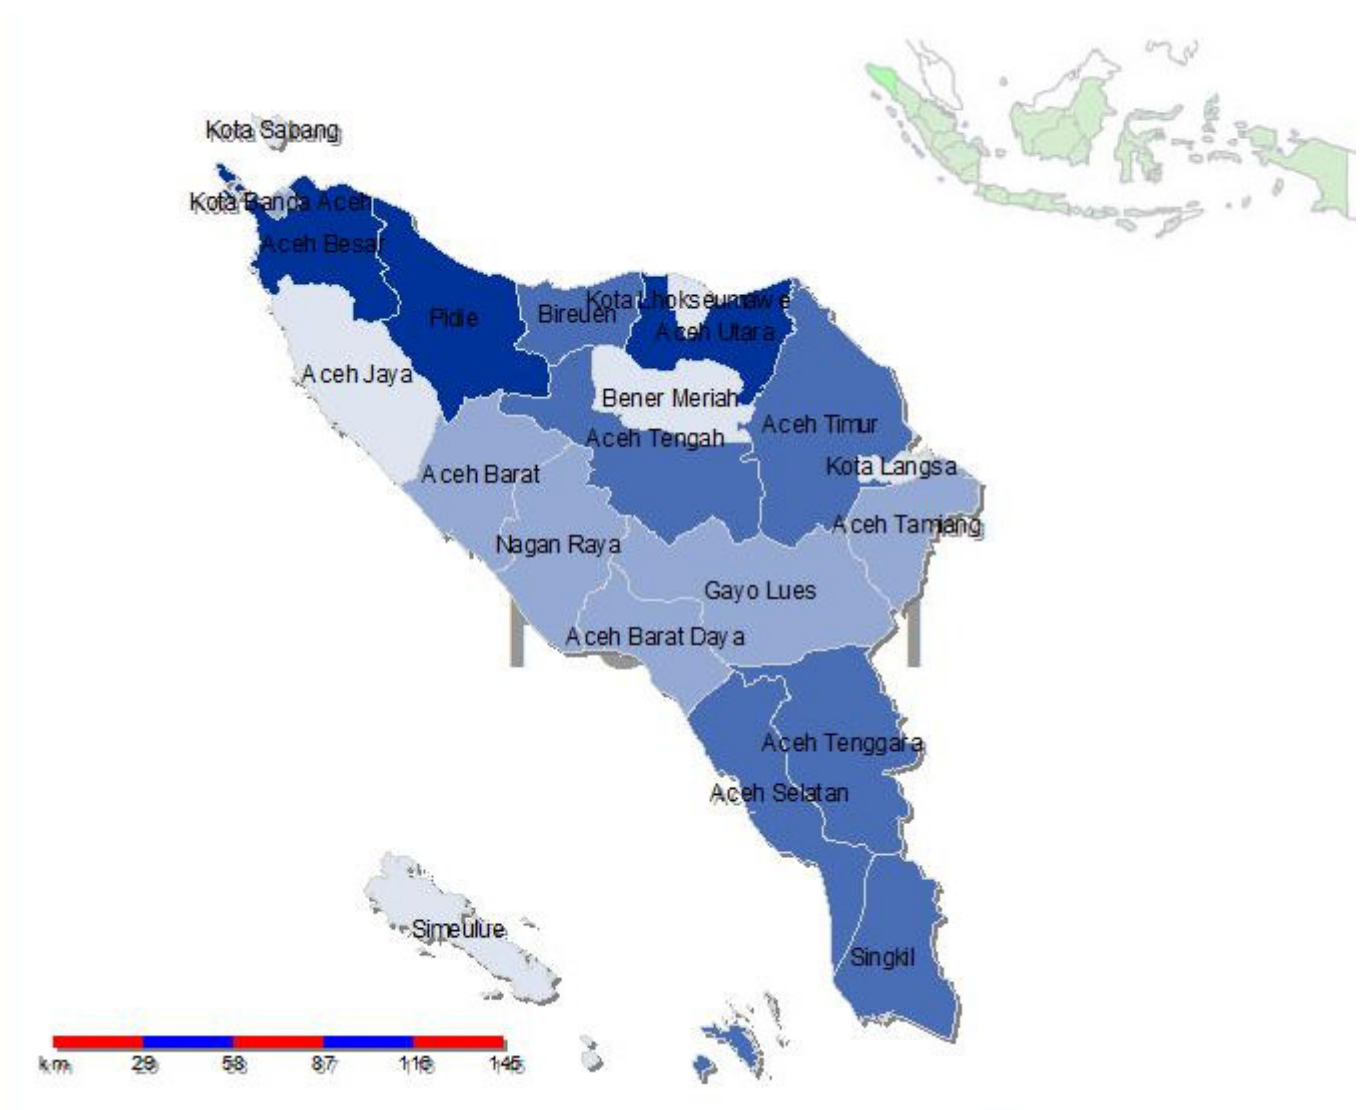 Kota Sabang
Kota Banda Aceh
Aceh Besar
Pidie
Bireuen
Kota Lhokseumawe
Aceh Utara
Aceh Jaya
Bener Meriah
Aceh Timur
Aceh Tengah
Aceh Barat
Kota Langsa
Aceh Tamiang
Nagan Raya
Gayo Lues
Aceh Barat Daya
Aceh Tenggara
Aceh Selatan
Simeulue
Singkil
km 29 58 87 116 145